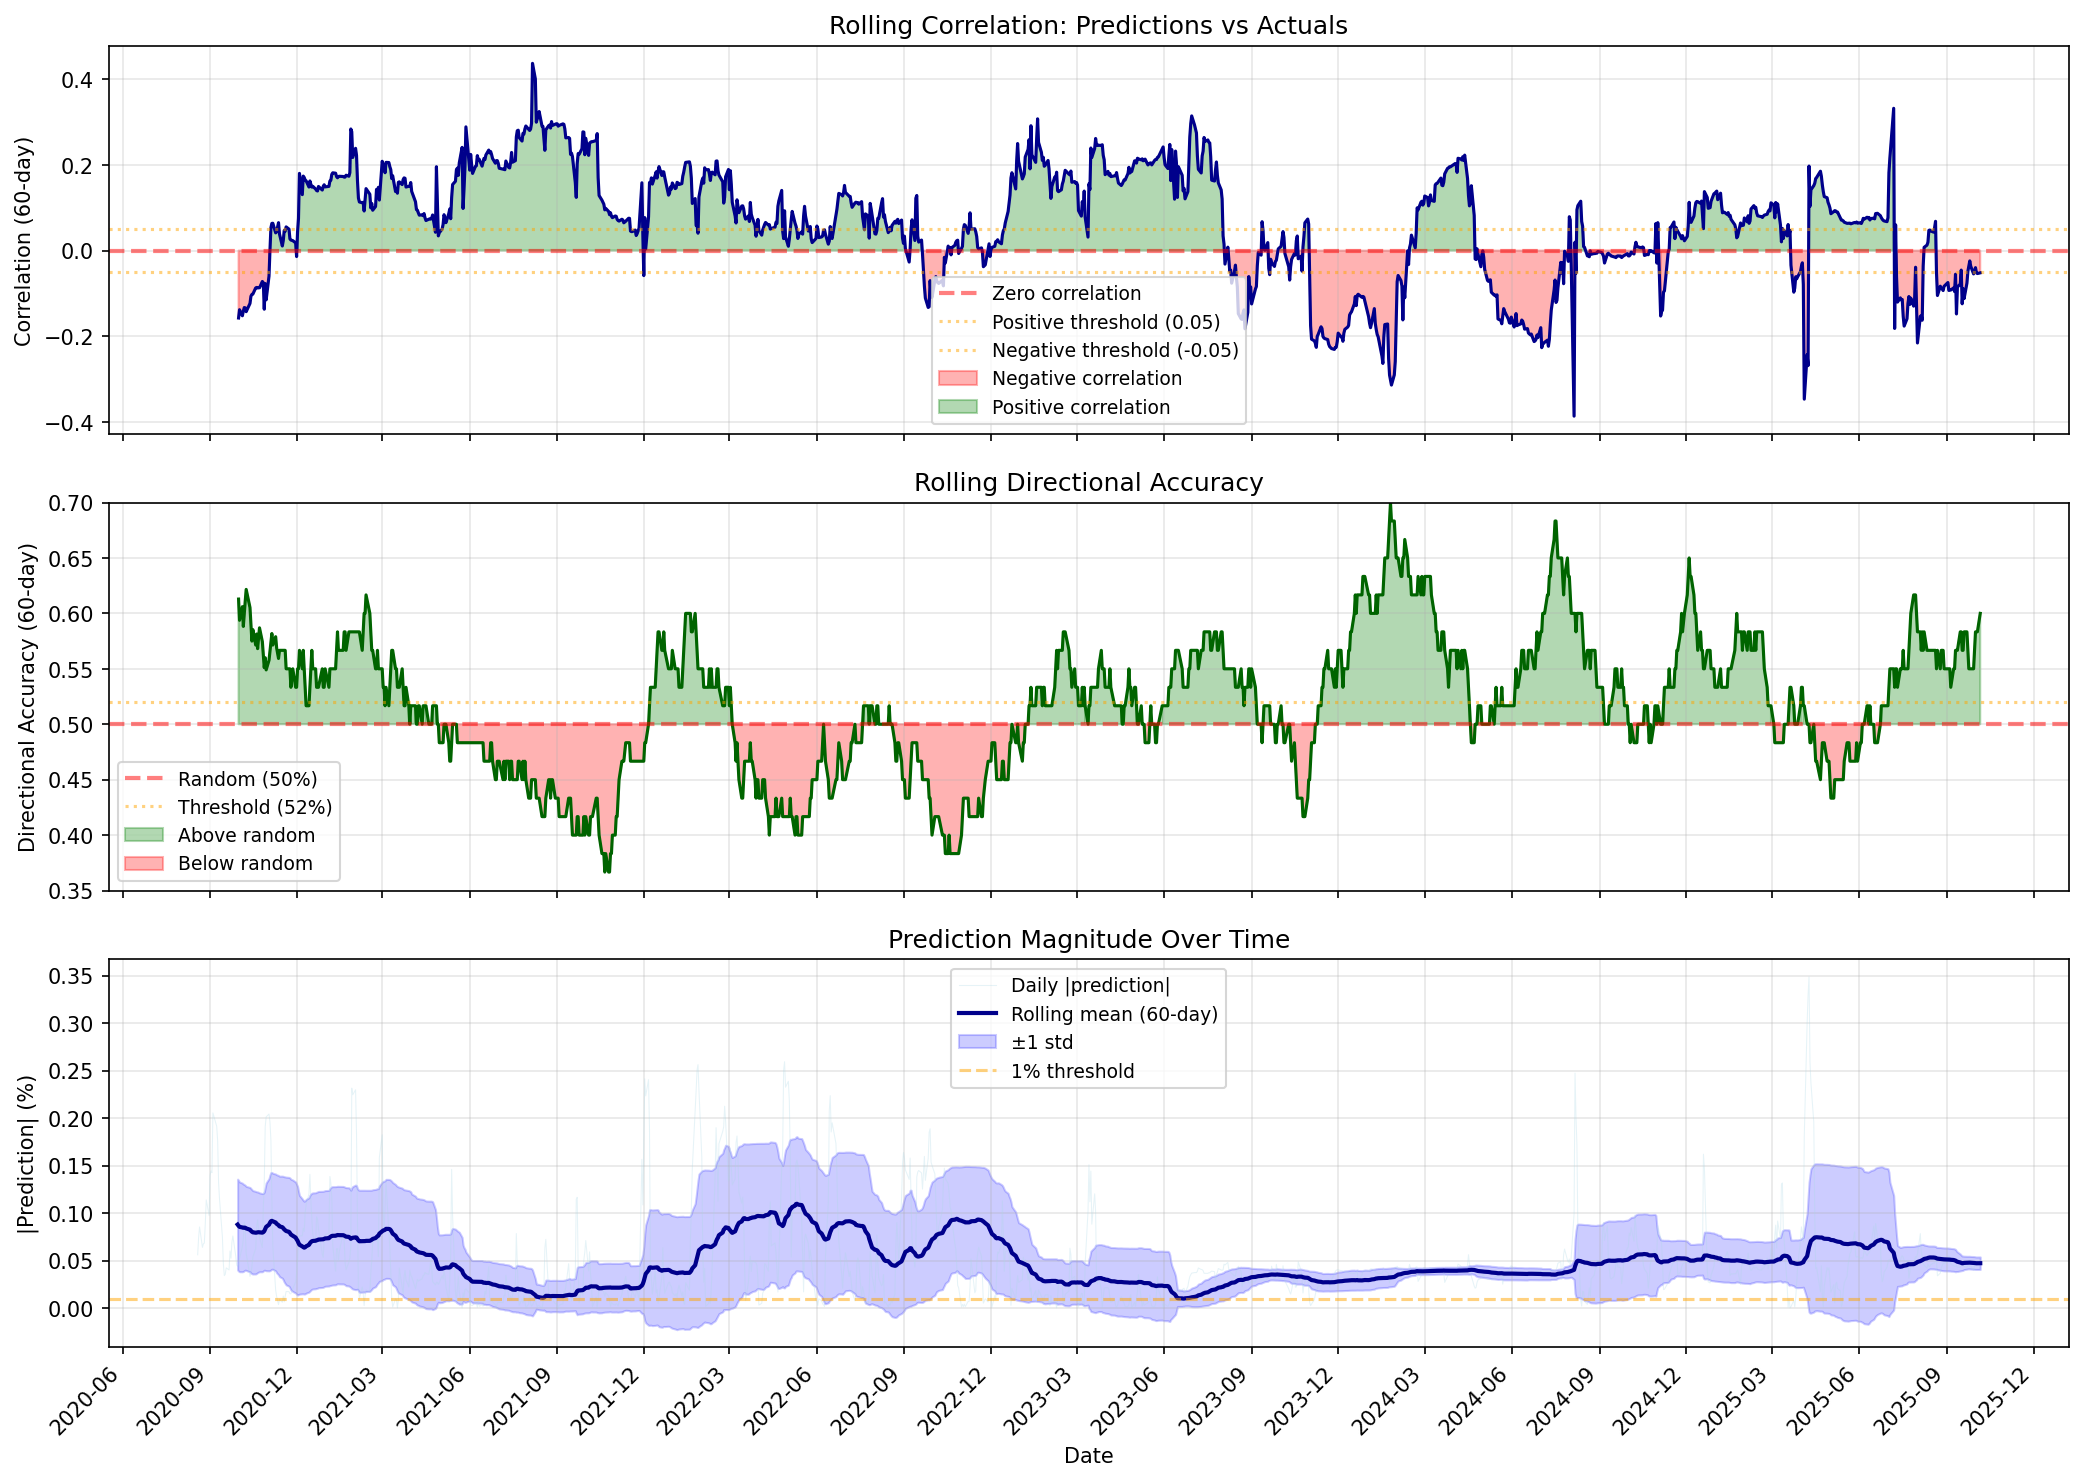 Rolling Correlation: Predictions vs Actuals
Correlation (60-day)
0.4
0.2
0.0
−0.2
−0.4
Zero correlation
Positive threshold (0.05)
Negative threshold (-0.05)
Negative correlation
Positive correlation
Rolling Directional Accuracy
Directional Accuracy (60-day)
0.70
0.65
0.60
0.55
0.50
0.45
0.40
0.35
Random (50%)
Threshold (52%)
Above random
Below random
Prediction Magnitude Over Time
|Prediction| (%)
0.35
0.30
0.25
0.20
0.15
0.10
0.05
0.00
Daily |prediction|
Rolling mean (60-day)
±1 std
1% threshold
2020-06
2020-09
2020-12
2021-03
2021-06
2021-09
2021-12
2022-03
2022-06
2022-09
2022-12
2023-03
2023-06
2023-09
2023-12
2024-03
2024-06
2024-09
2024-12
2025-03
2025-06
2025-09
2025-12
Date